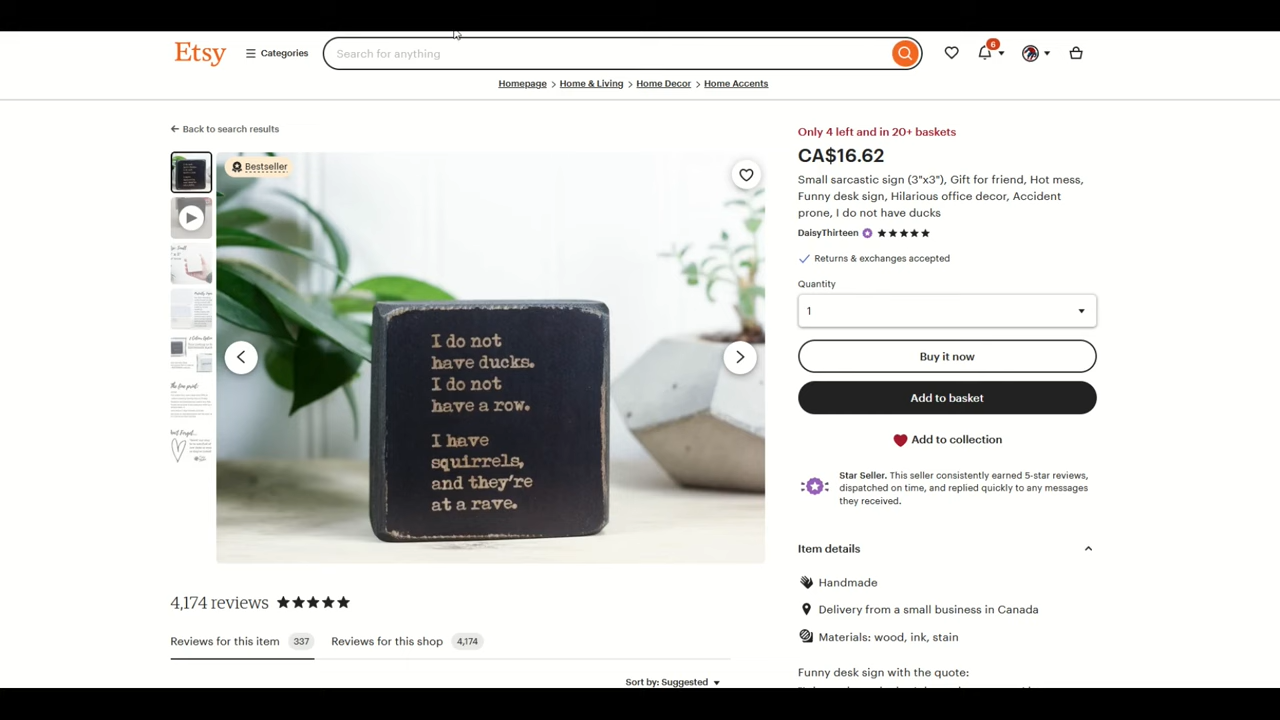 Etsy
Categories
Search for anything
6
Homepage > Home & Living > Home Decor > Home Accents
Back to search results
Bestseller
I do not
have ducks.
I do not
have a row.
I have
squirrels,
and they're
at a rave.
Only 4 left and in 20+ baskets
CA$16.62
Small sarcastic sign (3"x3"), Gift for friend, Hot mess,
Funny desk sign, Hilarious office decor, Accident
prone, I do not have ducks
DaisyThirteen
Returns & exchanges accepted
Quantity
1
Buy it now
Add to basket
Add to collection
Star Seller. This seller consistently earned 5-star reviews,
dispatched on time, and replied quickly to any messages
they received.
Item details
Handmade
Delivery from a small business in Canada
Materials: wood, ink, stain
Funny desk sign with the quote:
4,174 reviews
Reviews for this item 337
Reviews for this shop 4,174
Sort by: Suggested